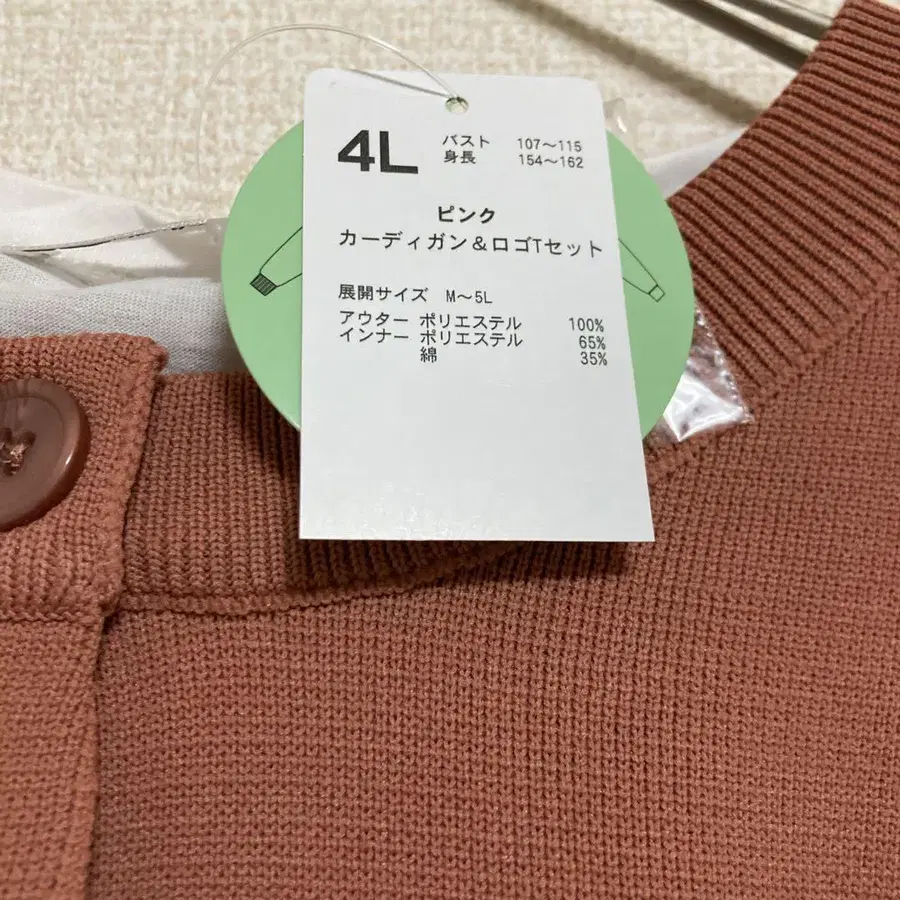 4L
バスト 107〜115
身長 154〜162
ピンク
カーディガン&ロゴTセット
展開サイズ M〜5L
アウター ポリエステル 100%
インナー ポリエステル 65%
綿 35%